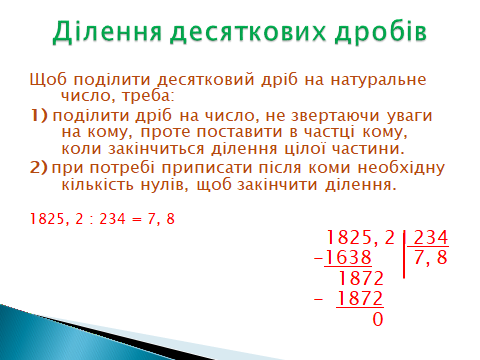 Ділення десяткових дробів
Щоб поділити десятковий дріб на натуральне
число, треба:
1) поділити дріб на число, не звертаючи уваги
на кому, проте поставити в частці кому,
коли закінчиться ділення цілої частини.
2) при потребі приписати після коми необхідну
кількість нулів, щоб закінчити ділення.
1825, 2 : 234 = 7, 8
1825, 2 234
-1638 7, 8
1872
- 1872
0